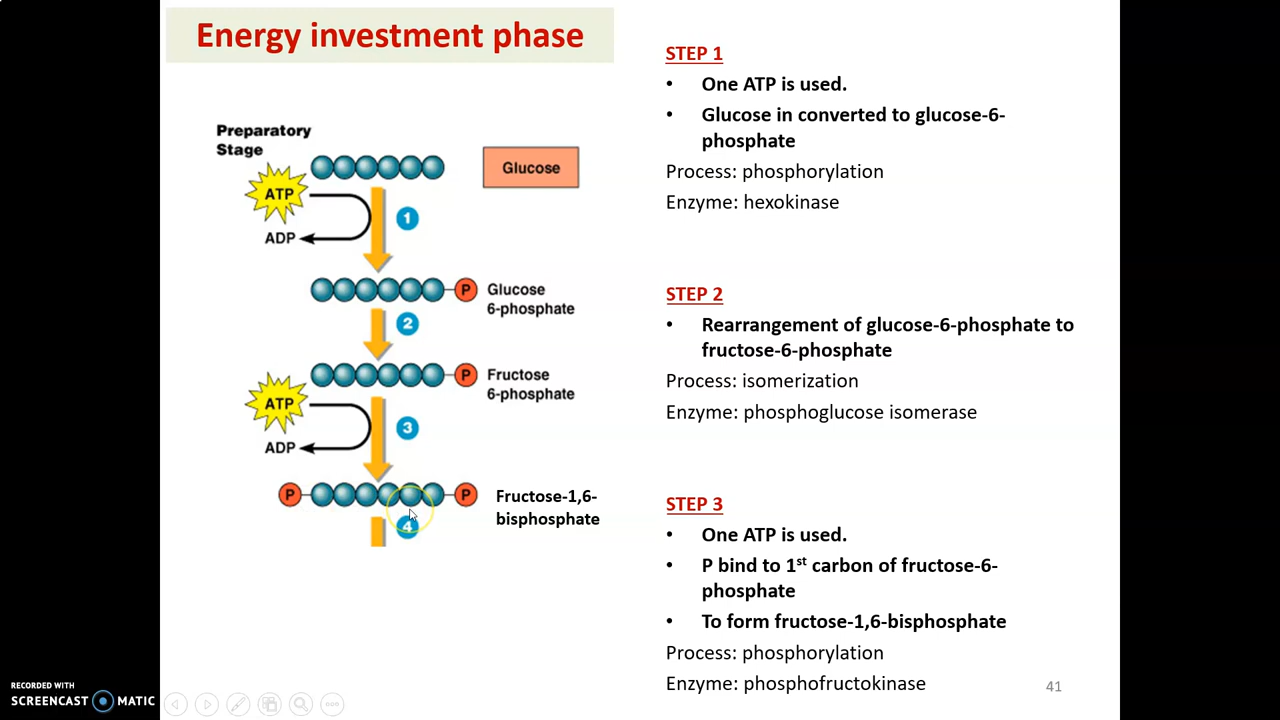 Energy investment phase
Preparatory
Stage
Glucose
ATP
1
ADP
P
Glucose
6-phosphate
2
P
Fructose
6-phosphate
ATP
3
ADP
P
P
Fructose-1,6-
bisphosphate
4
STEP 1
• One ATP is used.
• Glucose in converted to glucose-6-
phosphate
Process: phosphorylation
Enzyme: hexokinase
STEP 2
• Rearrangement of glucose-6-phosphate to
fructose-6-phosphate
Process: isomerization
Enzyme: phosphoglucose isomerase
STEP 3
• One ATP is used.
• P bind to 1st carbon of fructose-6-
phosphate
• To form fructose-1,6-bisphosphate
Process: phosphorylation
Enzyme: phosphofructokinase
41
RECORDED WITH
SCREENCAST MATIC